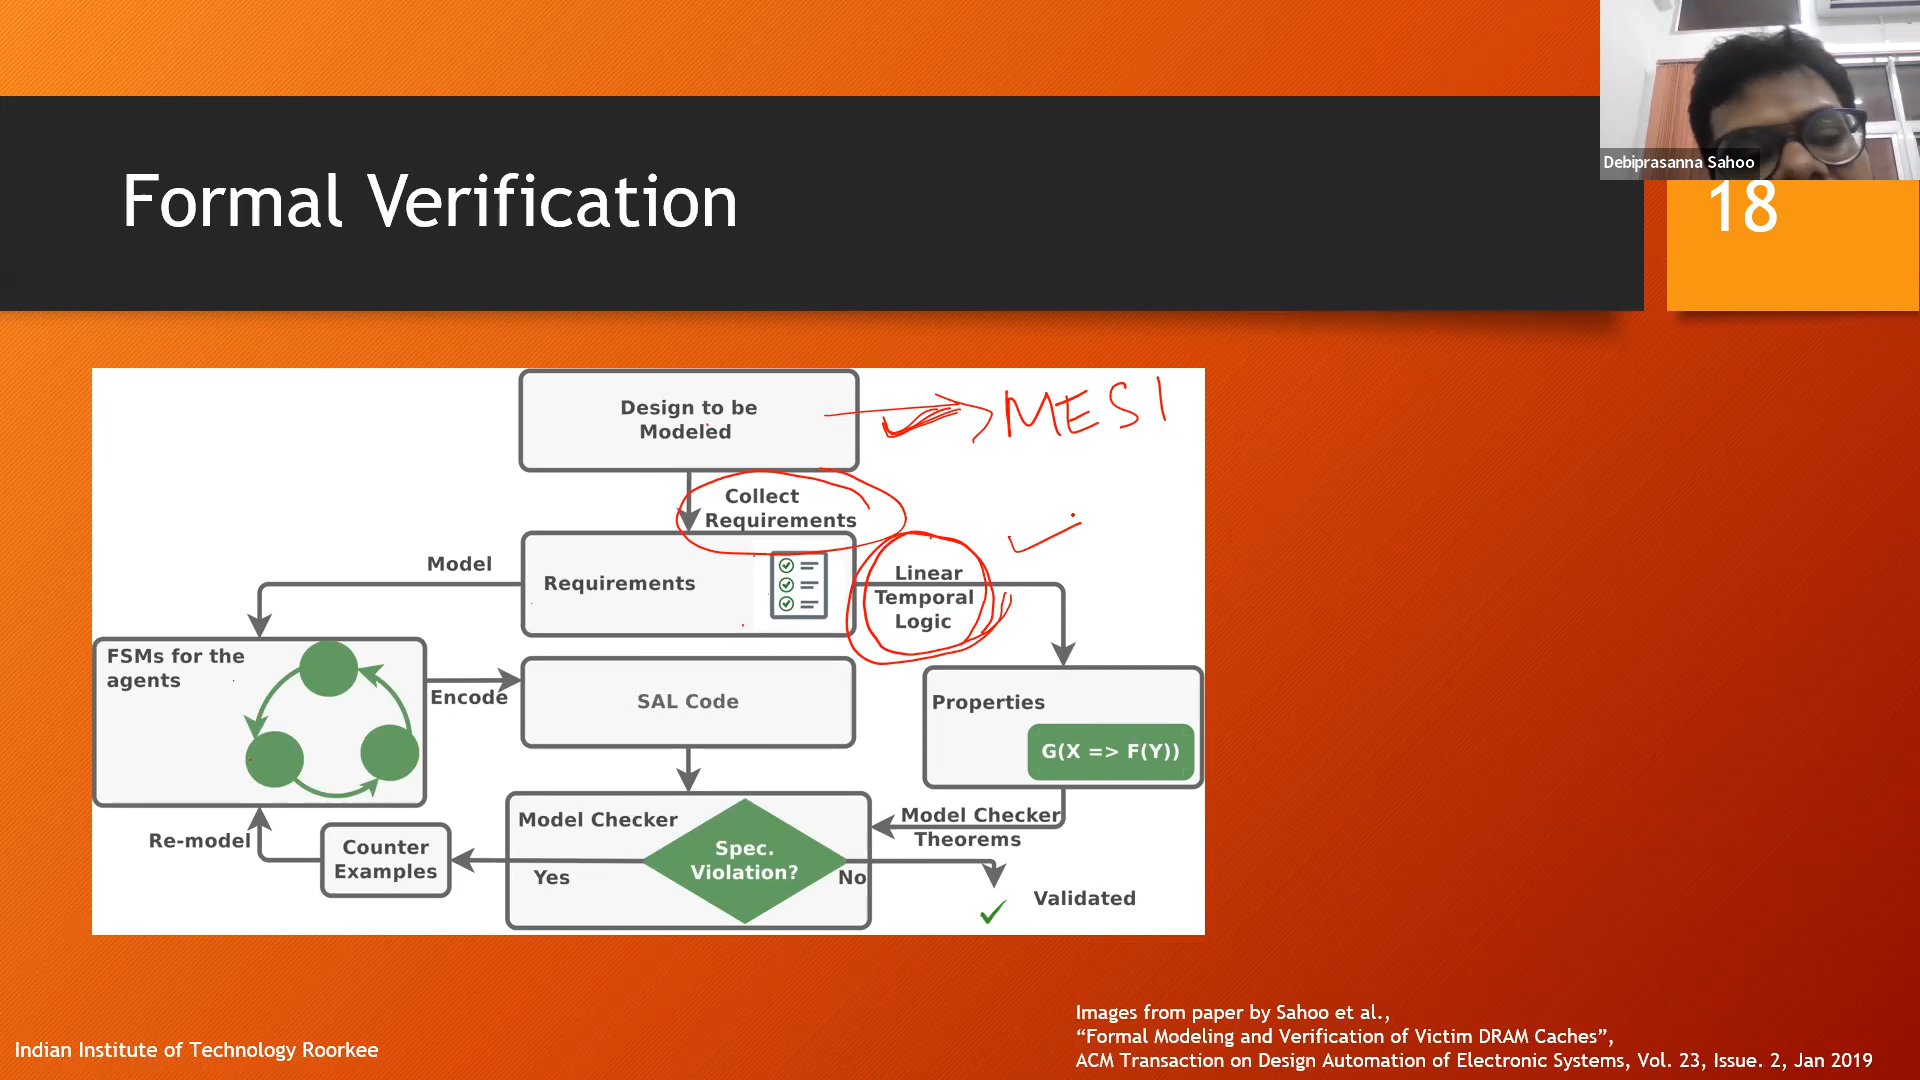 Debiprasanna Sahoo
Formal Verification
18
Design to be
Modeled
MESI
Collect
Requirements
Model
Requirements
Linear
Temporal
Logic
FSMs for the
agents
Encode
SAL Code
Properties
G(X => F(Y))
Re-model
Counter
Examples
Model Checker
Spec.
Violation?
Yes
No
Model Checker
Theorems
Validated
Images from paper by Sahoo et al.,
“Formal Modeling and Verification of Victim DRAM Caches”,
ACM Transaction on Design Automation of Electronic Systems, Vol. 23, Issue. 2, Jan 2019
Indian Institute of Technology Roorkee